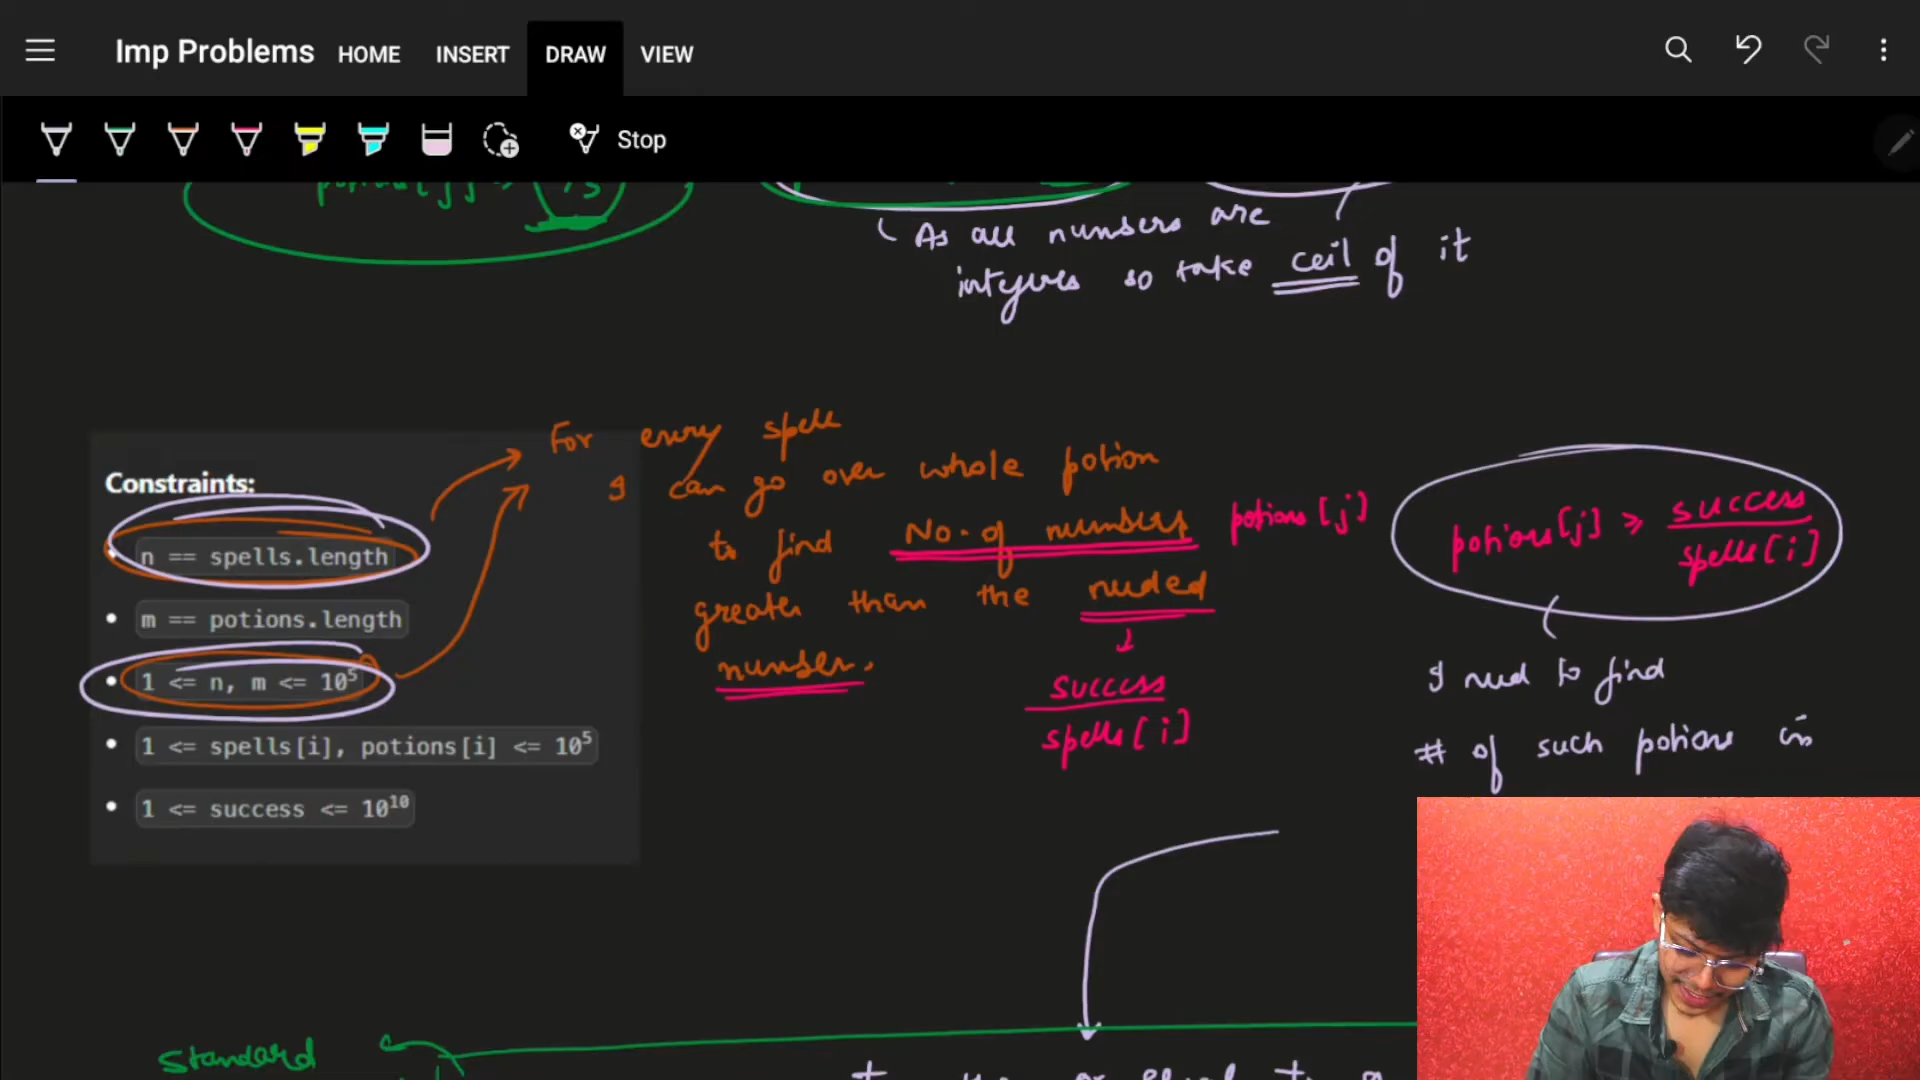 Imp Problems HOME INSERT DRAW VIEW
Stop
As all numbers are
integers so take ceil of it
For every spell
I can go over whole potion
to find No. of numbers potions[j]
greater than the needed
number.
success
spells[i]
potions[j] >= success
spells[i]
I need to find
# of such potions in
Constraints:
n == spells.length
m == potions.length
1 <= n, m <= 10^5
1 <= spells[i], potions[i] <= 10^5
1 <= success <= 10^10
Standard